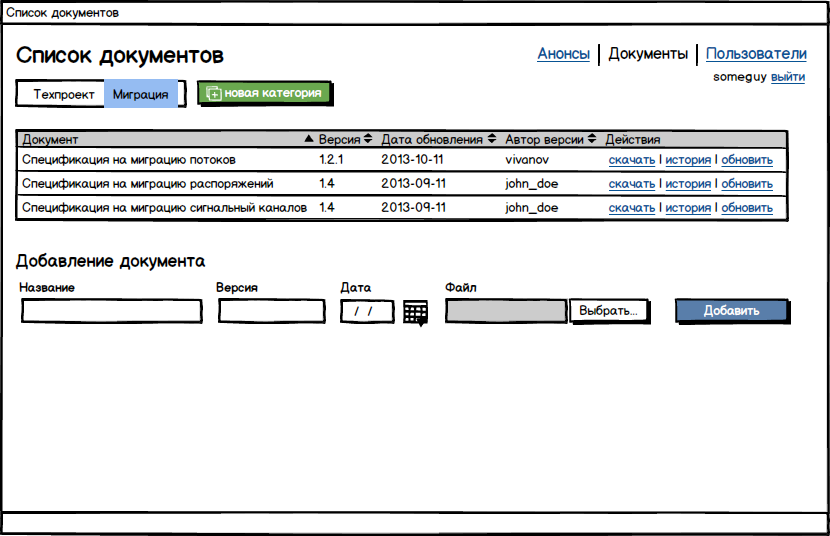 Список документов
Список документов
Анонсы | Документы | Пользователи
someguy выйти
Техпроект Миграция новая категория
Документ Версия Дата обновления Автор версии Действия
Спецификация на миграцию потоков 1.2.1 2013-10-11 vivanov скачать | история | обновить
Спецификация на миграцию распоряжений 1.4 2013-09-11 john_doe скачать | история | обновить
Спецификация на миграцию сигнальный каналов 1.4 2013-09-11 john_doe скачать | история | обновить
Добавление документа
Название Версия Дата Файл
/ / Выбрать... Добавить